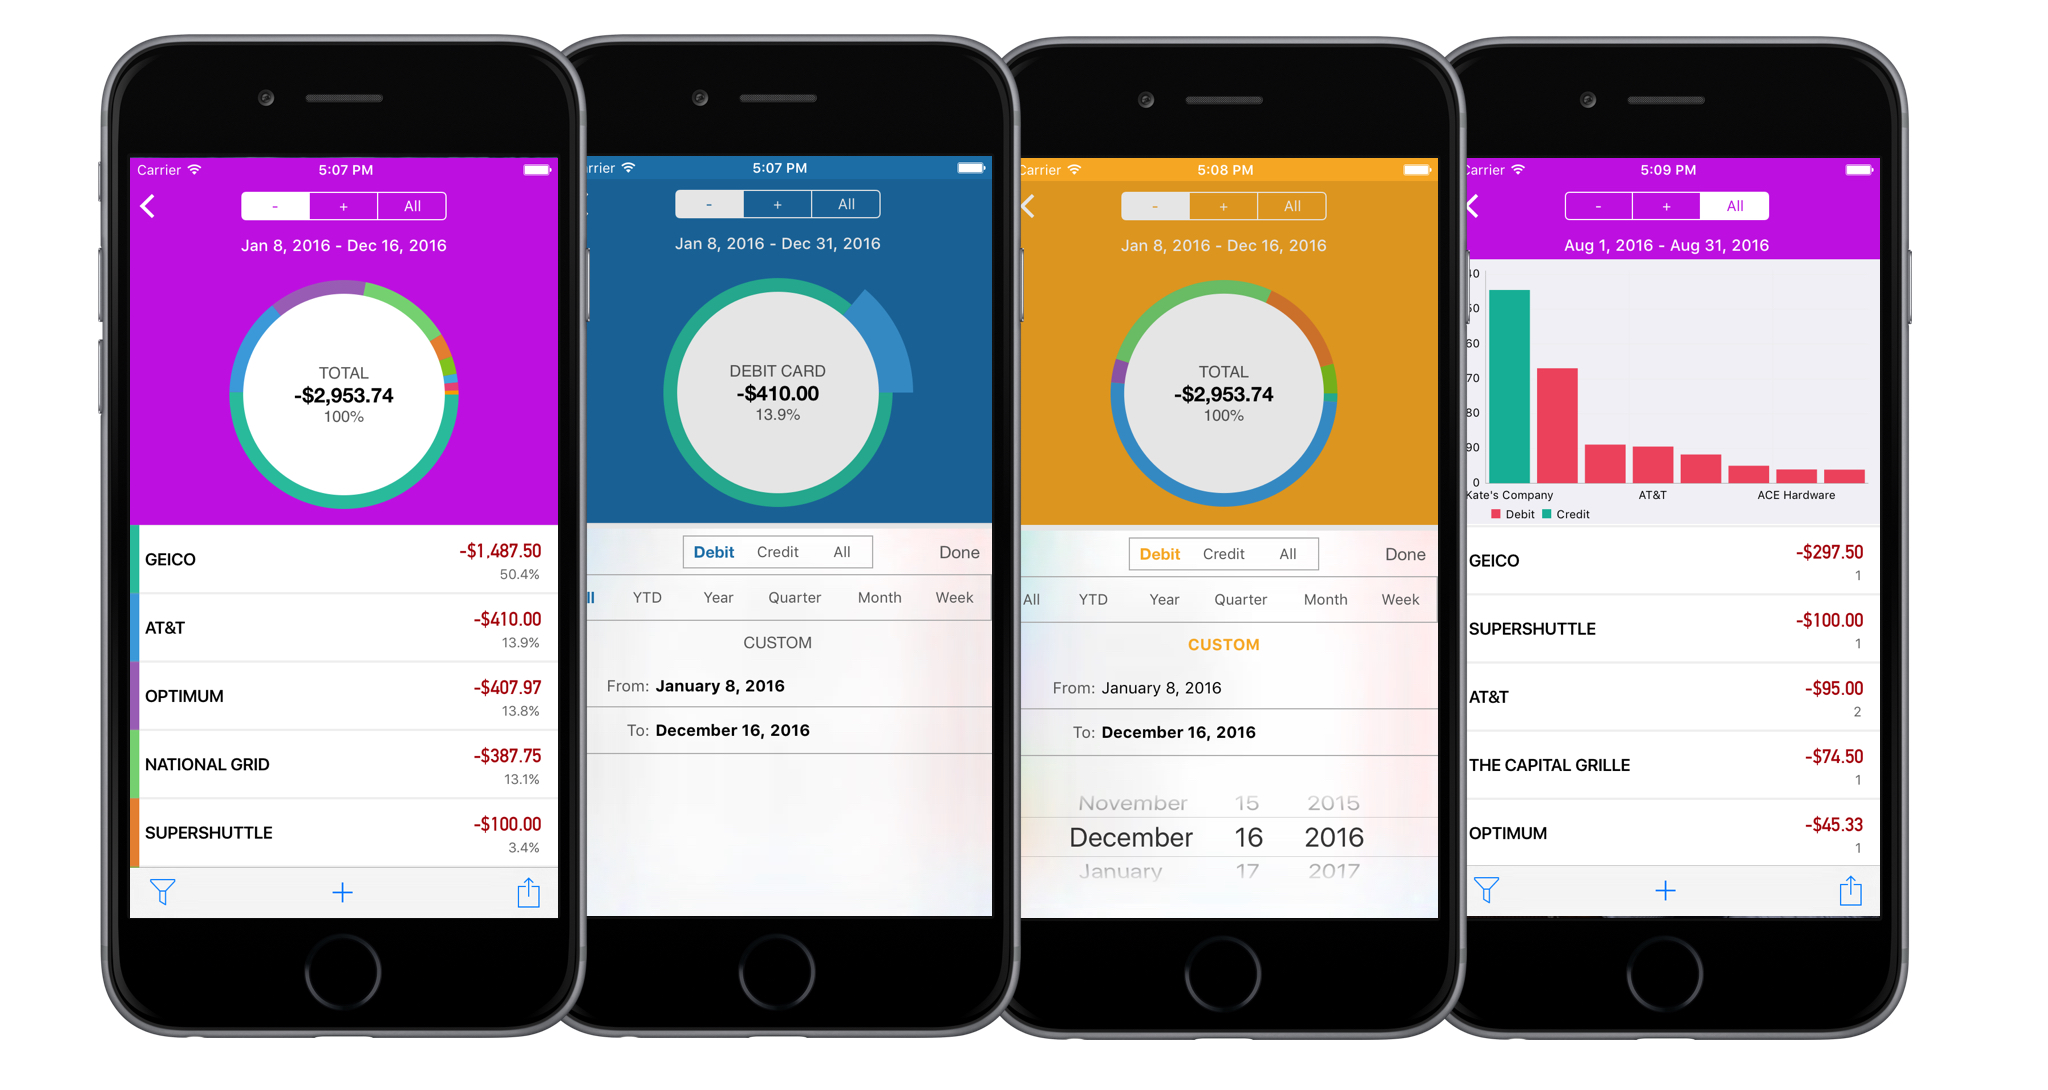 Carrier 5:07 PM
- + All
Jan 8, 2016 - Dec 16, 2016
TOTAL
-$2,953.74
100%
GEICO -$1,487.50
50.4%
AT&T -$410.00
13.9%
OPTIMUM -$407.97
13.8%
NATIONAL GRID -$387.75
13.1%
SUPERSHUTTLE -$100.00
3.4%
+
rrier 5:07 PM
- + All
Jan 8, 2016 - Dec 31, 2016
DEBIT CARD
-$410.00
13.9%
Debit Credit All Done
ll YTD Year Quarter Month Week
CUSTOM
From: January 8, 2016
To: December 16, 2016
Carrier 5:08 PM
- + All
Jan 8, 2016 - Dec 16, 2016
TOTAL
-$2,953.74
100%
Debit Credit All Done
All YTD Year Quarter Month Week
CUSTOM
From: January 8, 2016
To: December 16, 2016
November 15 2015
December 16 2016
January 17 2017
Carrier 5:09 PM
- + All
Aug 1, 2016 - Aug 31, 2016
40
50
60
70
80
90
0
Kate's Company AT&T ACE Hardware
Debit Credit
GEICO -$297.50
1
SUPERSHUTTLE -$100.00
1
AT&T -$95.00
2
THE CAPITAL GRILLE -$74.50
1
OPTIMUM -$45.33
1
+